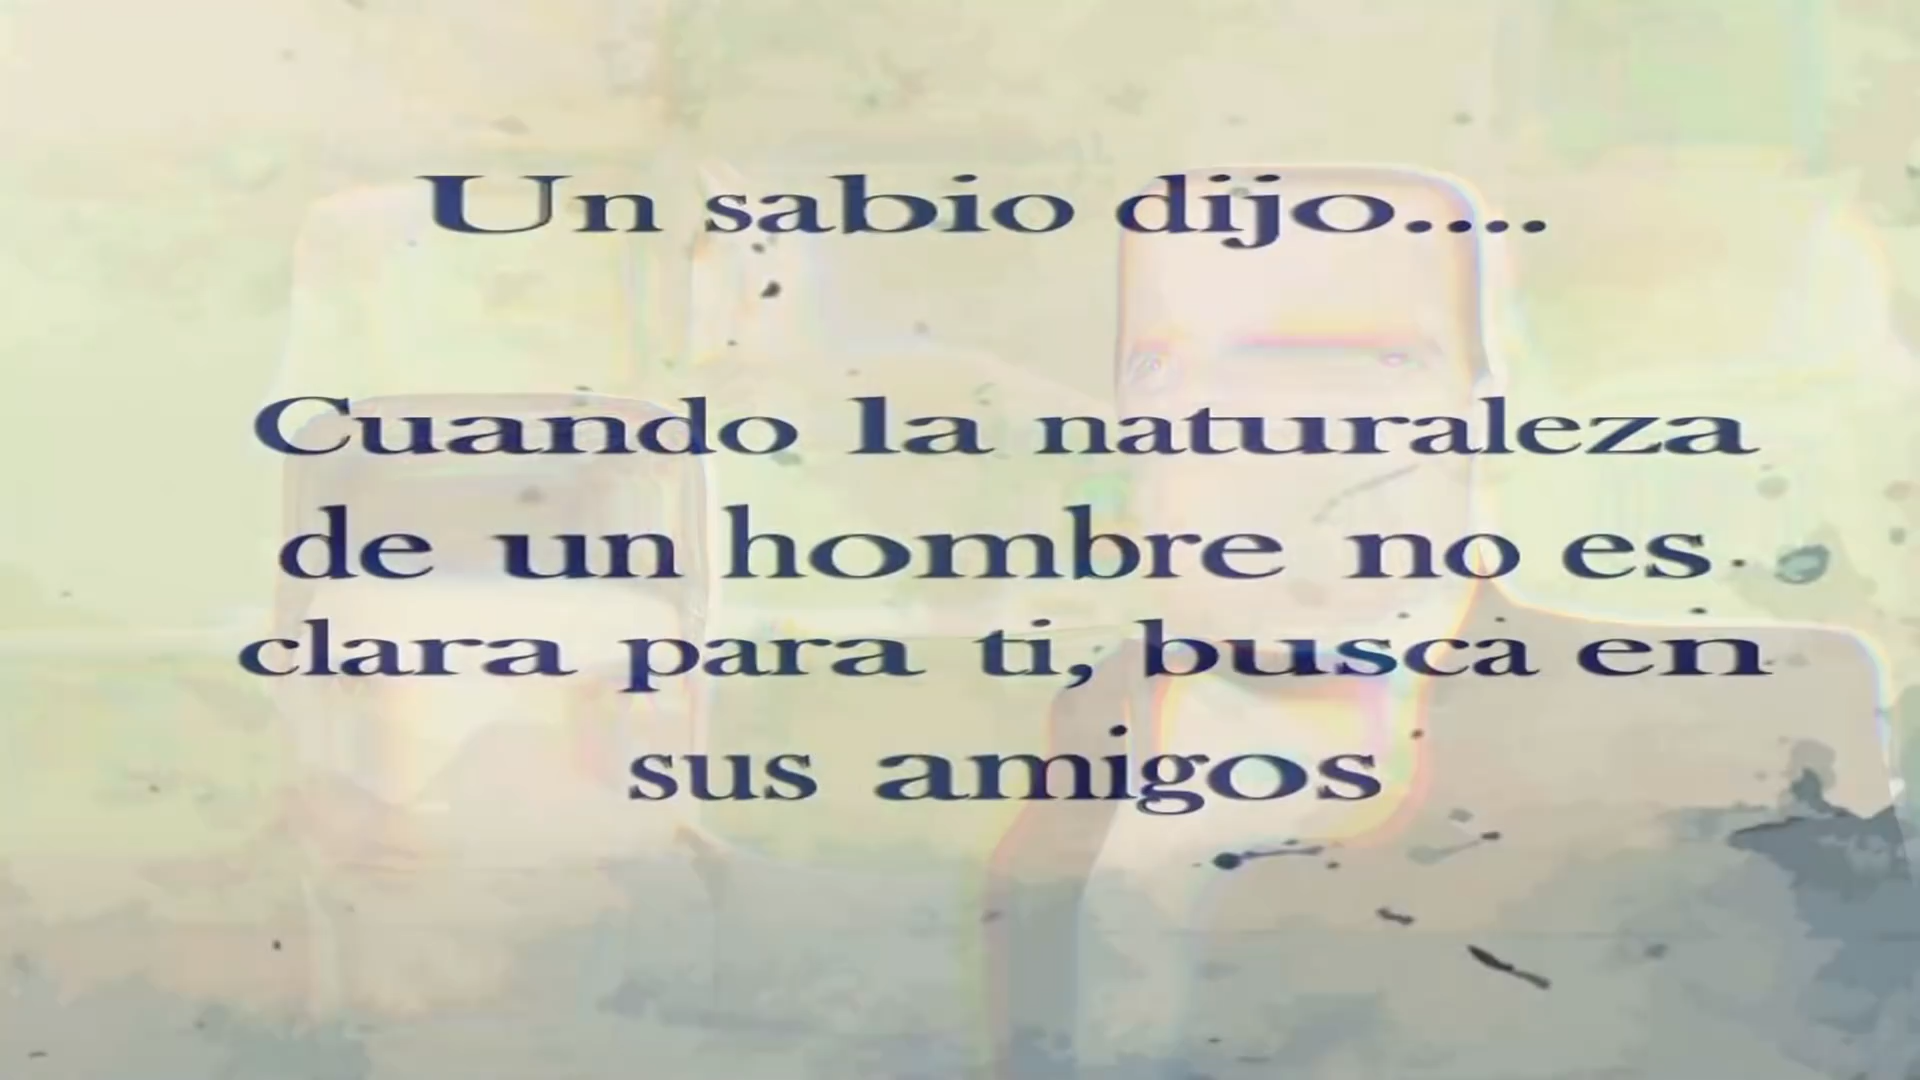 Un sabio dijo....
Cuando la naturaleza
de un hombre no es
clara para ti, busca en
sus amigos